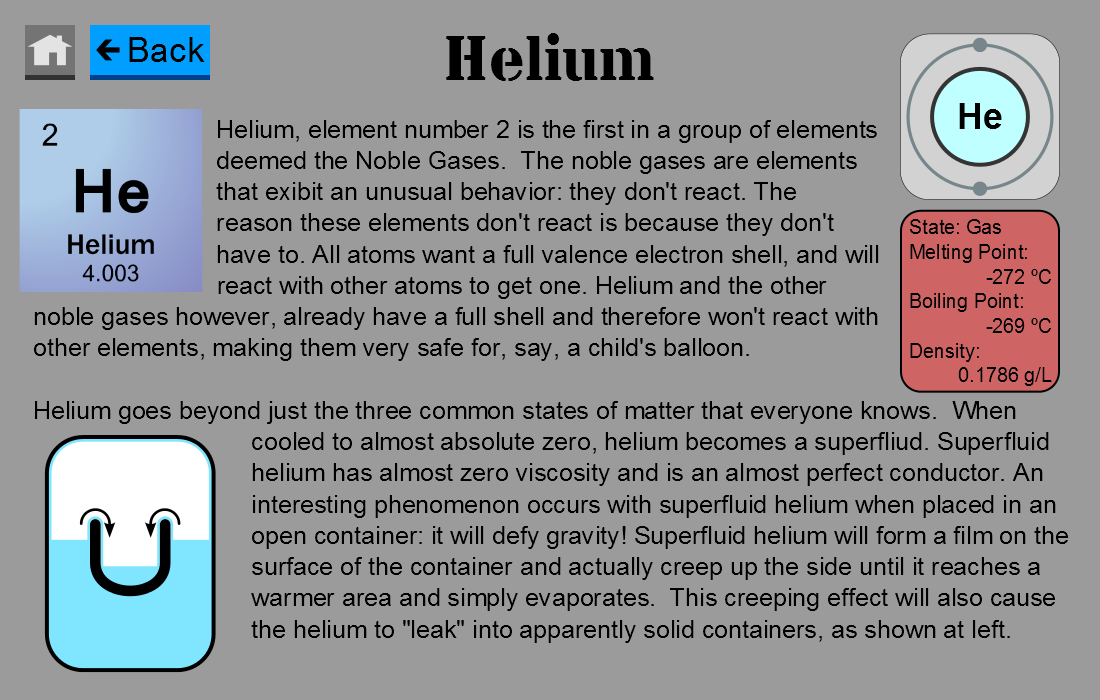 ← Back
Helium
2
He
Helium
4.003
Helium, element number 2 is the first in a group of elements
deemed the Noble Gases.  The noble gases are elements
that exibit an unusual behavior: they don't react. The
reason these elements don't react is because they don't
have to. All atoms want a full valence electron shell, and will
react with other atoms to get one. Helium and the other
noble gases however, already have a full shell and therefore won't react with
other elements, making them very safe for, say, a child's balloon.
He
State: Gas
Melting Point:
-272 ºC
Boiling Point:
-269 ºC
Density:
0.1786 g/L
Helium goes beyond just the three common states of matter that everyone knows.  When
cooled to almost absolute zero, helium becomes a superfliud. Superfluid
helium has almost zero viscosity and is an almost perfect conductor. An
interesting phenomenon occurs with superfluid helium when placed in an
open container: it will defy gravity! Superfluid helium will form a film on the
surface of the container and actually creep up the side until it reaches a
warmer area and simply evaporates.  This creeping effect will also cause
the helium to "leak" into apparently solid containers, as shown at left.